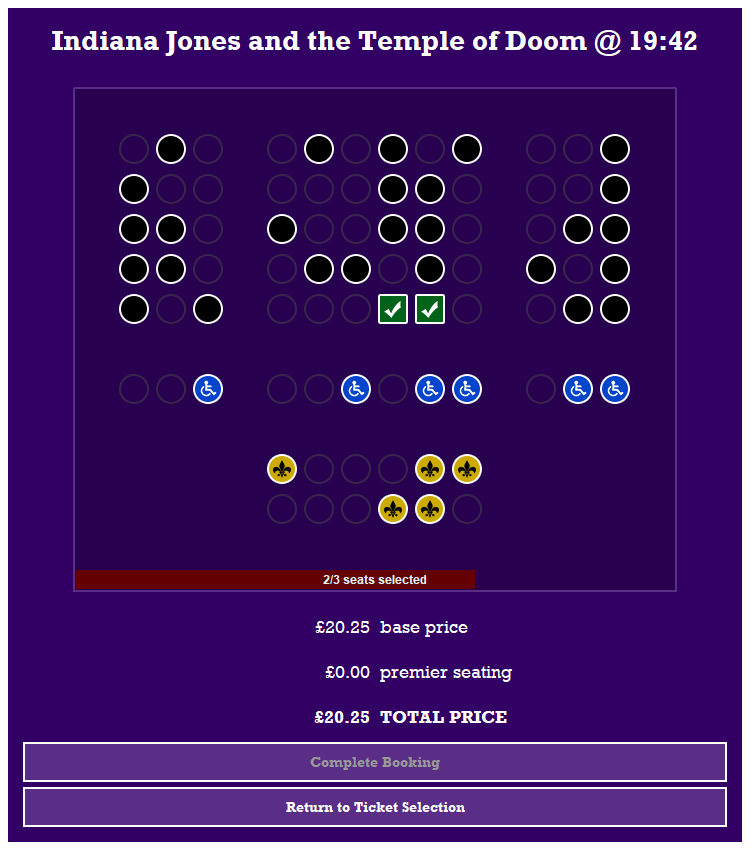 Indiana Jones and the Temple of Doom @ 19:42
2/3 seats selected
£20.25 base price
£0.00 premier seating
£20.25 TOTAL PRICE
Complete Booking
Return to Ticket Selection